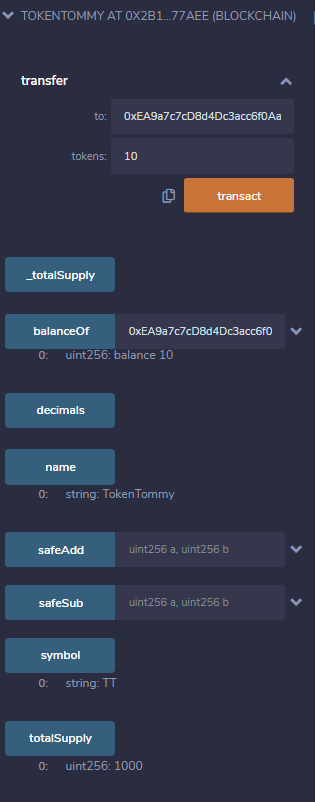 TOKENTOMMY AT 0X2B1...77AEE (BLOCKCHAIN)
transfer
to: 0xEA9a7c7cD8d4Dc3acc6f0Aa
tokens: 10
transact
_totalSupply
balanceOf 0xEA9a7c7cD8d4Dc3acc6f0
0: uint256: balance 10
decimals
name
0: string: TokenTommy
safeAdd uint256 a, uint256 b
safeSub uint256 a, uint256 b
symbol
0: string: TT
totalSupply
0: uint256: 1000